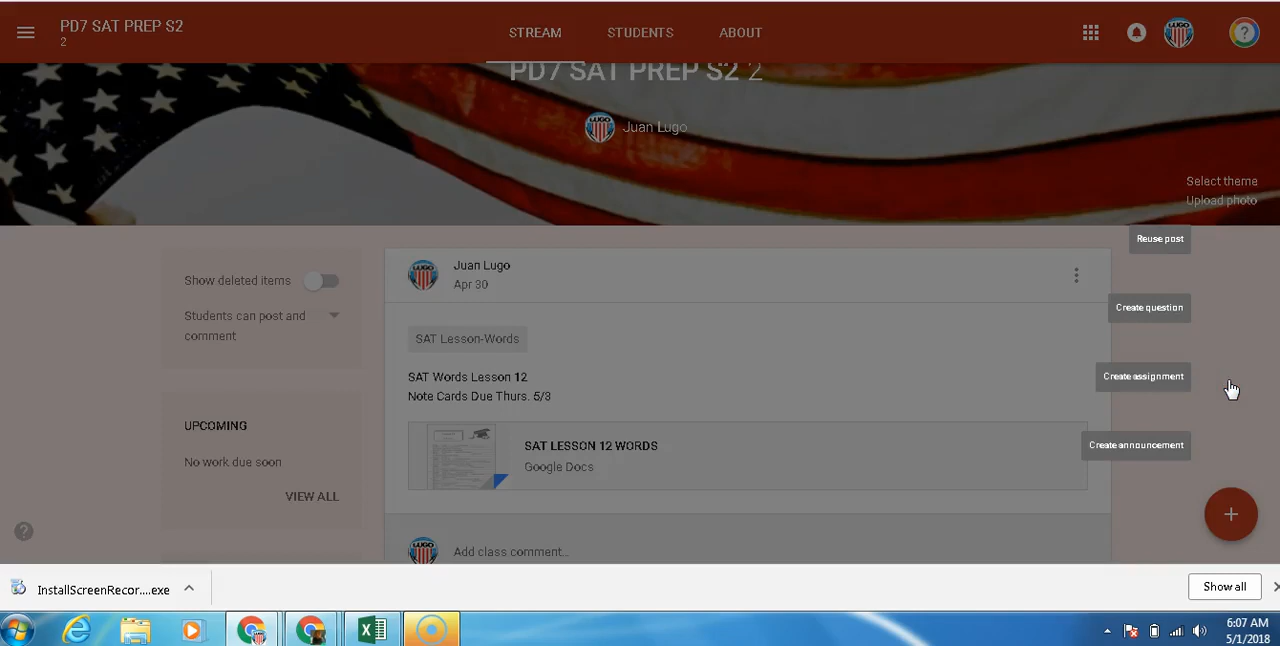 PD7 SAT PREP S2
2
STREAM
STUDENTS
ABOUT
LUGO
?
PD7 SAT PREP S2 2
LUGO
Juan Lugo
Select theme
Upload photo
Reuse post
Show deleted items
Students can post and
comment
LUGO
Juan Lugo
Apr 30
Create question
SAT Lesson-Words
SAT Words Lesson 12
Note Cards Due Thurs. 5/3
Create assignment
UPCOMING
No work due soon
VIEW ALL
SAT LESSON 12 WORDS
Google Docs
Create announcement
+
?
LUGO
Add class comment...
InstallScreenRecor....exe
Show all
6:07 AM
5/1/2018